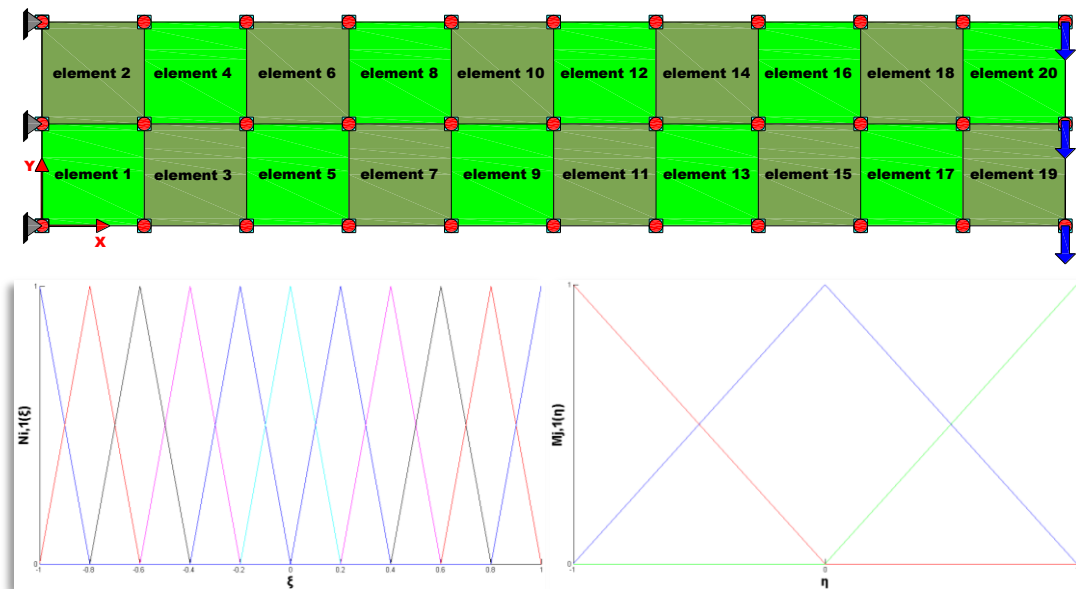 element 2 element 4 element 6 element 8 element 10 element 12 element 14 element 16 element 18 element 20
Y
element 1 element 3 element 5 element 7 element 9 element 11 element 13 element 15 element 17 element 19
X
1
Ni,1(ξ)
0
-1 -0.8 -0.6 -0.4 -0.2 0 0.2 0.4 0.6 0.8 1
ξ
1
Mj,1(η)
0
-1 0
η